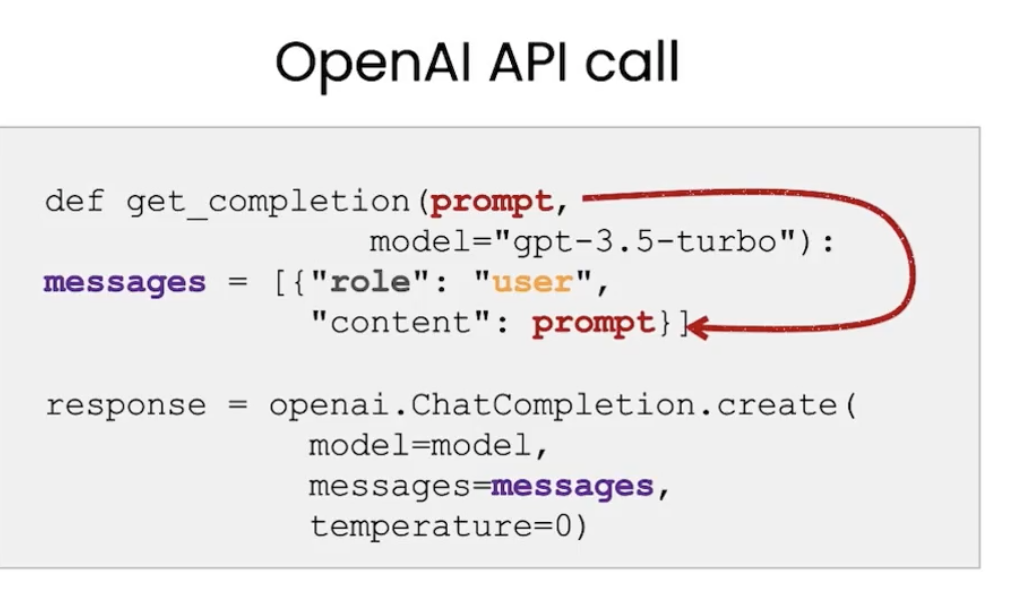 OpenAI API call
def get_completion(prompt,
model="gpt-3.5-turbo"):
messages = [{"role": "user",
"content": prompt}]
response = openai.ChatCompletion.create(
model=model,
messages=messages,
temperature=0)